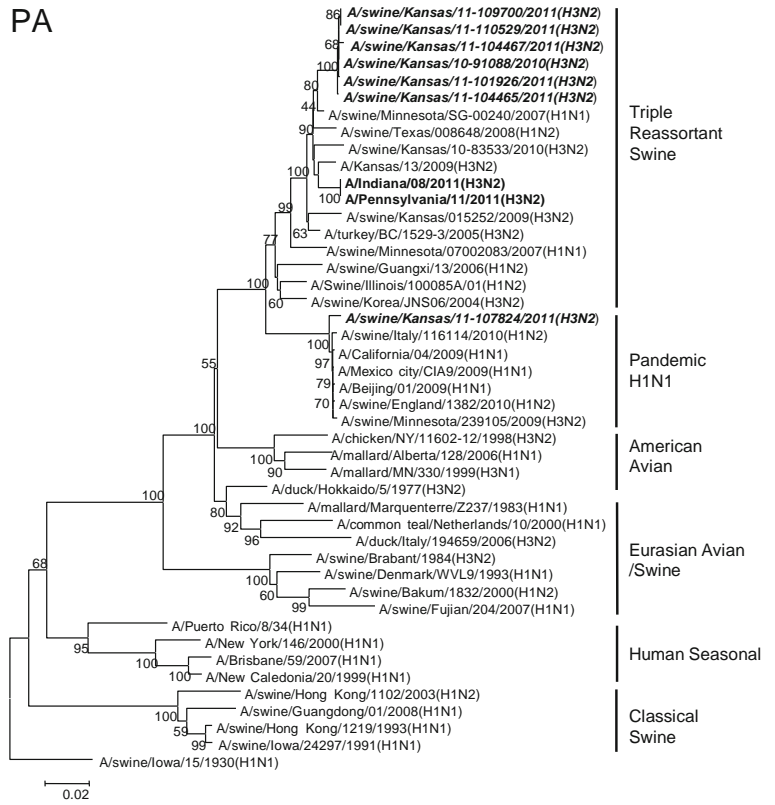 PA
A/swine/Kansas/11-109700/2011(H3N2)
A/swine/Kansas/11-110529/2011(H3N2)
A/swine/Kansas/11-104467/2011(H3N2)
A/swine/Kansas/10-91088/2010(H3N2)
A/swine/Kansas/11-101926/2011(H3N2)
A/swine/Kansas/11-104465/2011(H3N2)
A/swine/Minnesota/SG-00240/2007(H1N1)
A/swine/Texas/008648/2008(H1N2)
A/swine/Kansas/10-83533/2010(H3N2)
A/Kansas/13/2009(H3N2)
A/Indiana/08/2011(H3N2)
A/Pennsylvania/11/2011(H3N2)
A/swine/Kansas/015252/2009(H3N2)
A/turkey/BC/1529-3/2005(H3N2)
A/swine/Minnesota/07002083/2007(H1N1)
A/swine/Guangxi/13/2006(H1N2)
A/Swine/Illinois/100085A/01(H1N2)
A/swine/Korea/JNS06/2004(H3N2)
Triple
Reassortant
Swine
A/swine/Kansas/11-107824/2011(H3N2)
A/swine/Italy/116114/2010(H1N2)
A/California/04/2009(H1N1)
A/Mexico city/CIA9/2009(H1N1)
A/Beijing/01/2009(H1N1)
A/swine/England/1382/2010(H1N2)
A/swine/Minnesota/239105/2009(H3N2)
Pandemic
H1N1
A/chicken/NY/11602-12/1998(H3N2)
A/mallard/Alberta/128/2006(H1N1)
A/mallard/MN/330/1999(H3N1)
American
Avian
A/duck/Hokkaido/5/1977(H3N2)
A/mallard/Marquenterre/Z237/1983(H1N1)
A/common teal/Netherlands/10/2000(H1N1)
A/duck/Italy/194659/2006(H3N2)
A/swine/Brabant/1984(H3N2)
A/swine/Denmark/WVL9/1993(H1N1)
A/swine/Bakum/1832/2000(H1N2)
A/swine/Fujian/204/2007(H1N1)
Eurasian Avian
/Swine
A/Puerto Rico/8/34(H1N1)
A/New York/146/2000(H1N1)
A/Brisbane/59/2007(H1N1)
A/New Caledonia/20/1999(H1N1)
Human Seasonal
A/swine/Hong Kong/1102/2003(H1N2)
A/swine/Guangdong/01/2008(H1N1)
A/swine/Hong Kong/1219/1993(H1N1)
A/swine/Iowa/24297/1991(H1N1)
Classical
Swine
A/swine/Iowa/15/1930(H1N1)
86
68
100
80
44
90
100
100
99
63
77
100
60
100
97
79
70
55
100
100
90
80
92
96
100
100
60
99
68
95
100
100
100
59
99
0.02